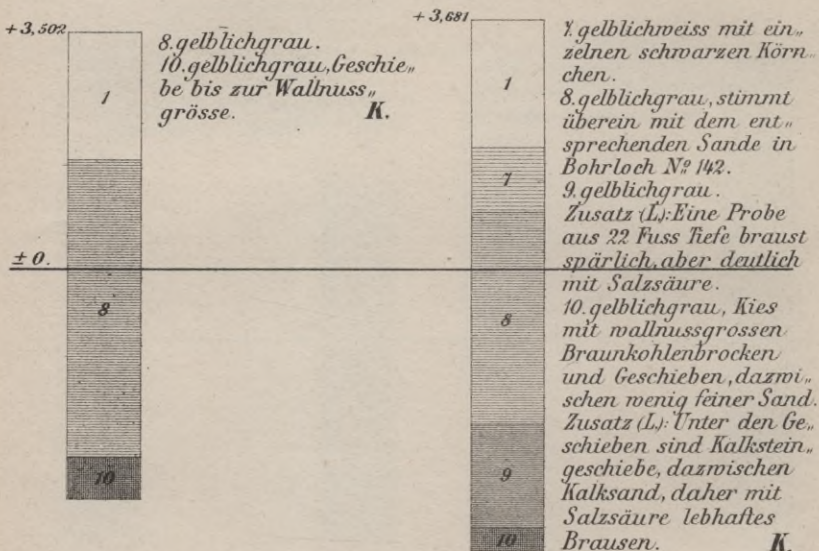 +3,502
8. gelblichgrau.
10. gelblichgrau, Geschie„
be bis zur Wallnuss„
grösse. K.
1
± 0.
8
10
+3,681
7. gelblichweiss mit ein„
zelnen schwarzen Körn„
chen.
8. gelblichgrau, stimmt
überein mit dem ent„
sprechenden Sande in
Bohrloch No 142.
9. gelblichgrau.
Zusatz (L): Eine Probe
aus 22 Fuss Tiefe braust
spärlich, aber deutlich
mit Salzsäure.
10. gelblichgrau, Kies
mit wallnussgrossen
Braunkohlenbrocken
und Geschieben, dazwi„
schen wenig feiner Sand.
Zusatz (L): Unter den Ge„
schieben sind Kalkstein„
geschiebe, dazwischen
Kalksand, daher mit
Salzsäure lebhaftes
Brausen. K.
1
7
8
9
10